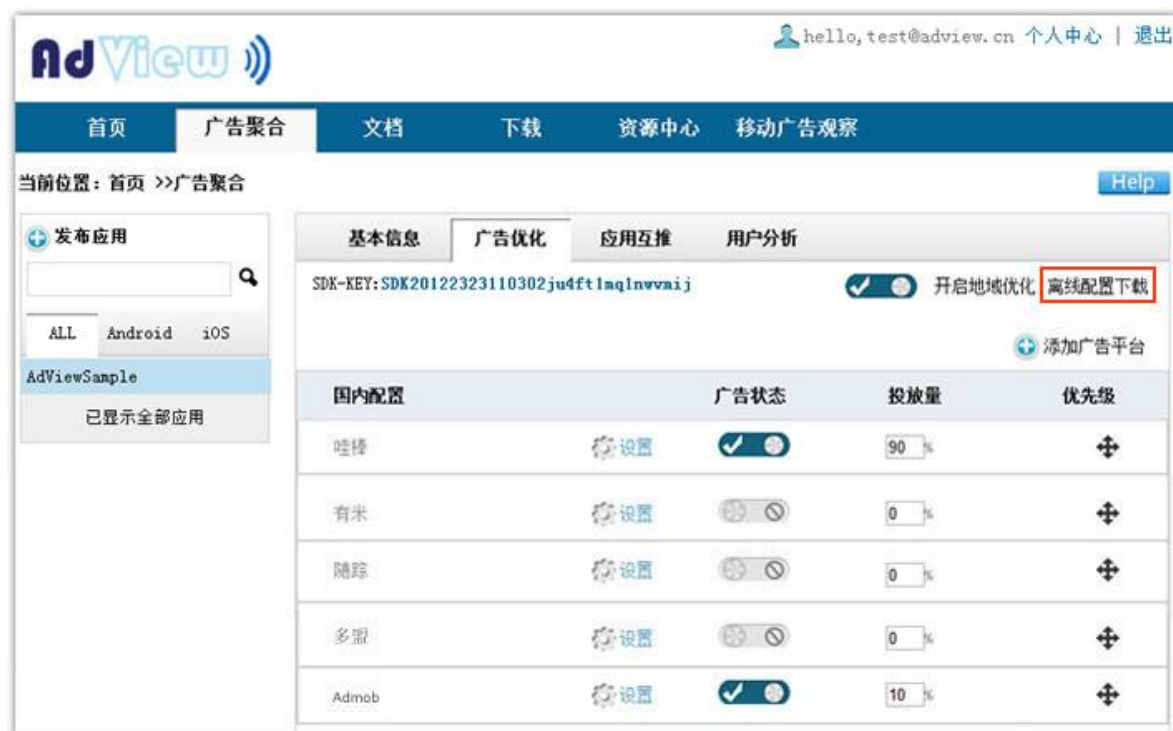 AdView
hello,test@adview.cn 个人中心 | 退出
首页 广告聚合 文档 下载 资源中心 移动广告观察
当前位置：首页 >>广告聚合 Help
发布应用
ALL Android iOS
AdViewSample
已显示全部应用
基本信息 广告优化 应用互推 用户分析
SDK-KEY:SDK20122323110302ju4ft1mq1nwvmij 开启地域优化 离线配置下载
添加广告平台
国内配置 广告状态 投放量 优先级
哇棒 设置 90 %
有米 设置 0 %
随踪 设置 0 %
多盟 设置 0 %
Admob 设置 10 %